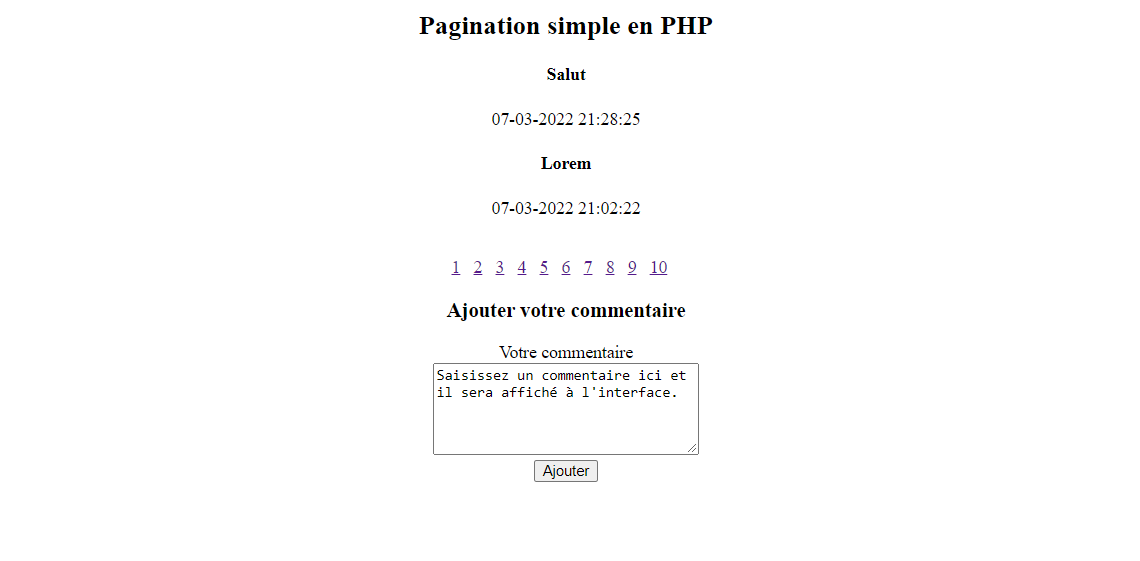 Pagination simple en PHP
Salut
07-03-2022 21:28:25
Lorem
07-03-2022 21:02:22
1 2 3 4 5 6 7 8 9 10
Ajouter votre commentaire
Votre commentaire
Saisissez un commentaire ici et
il sera affiché à l'interface.
Ajouter